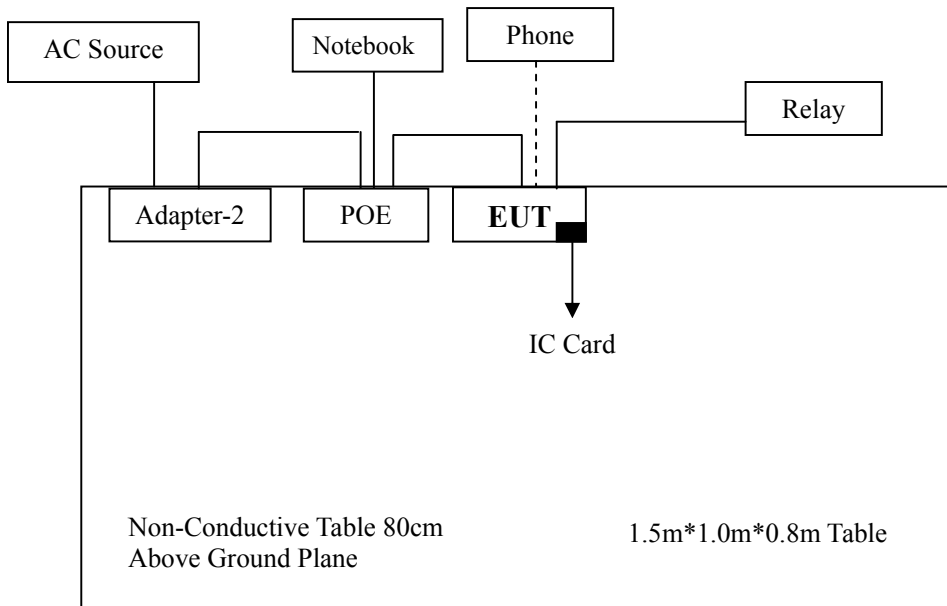 AC Source
Notebook
Phone
Relay
Adapter-2
POE
EUT
IC Card
Non-Conductive Table 80cm
Above Ground Plane
1.5m*1.0m*0.8m Table